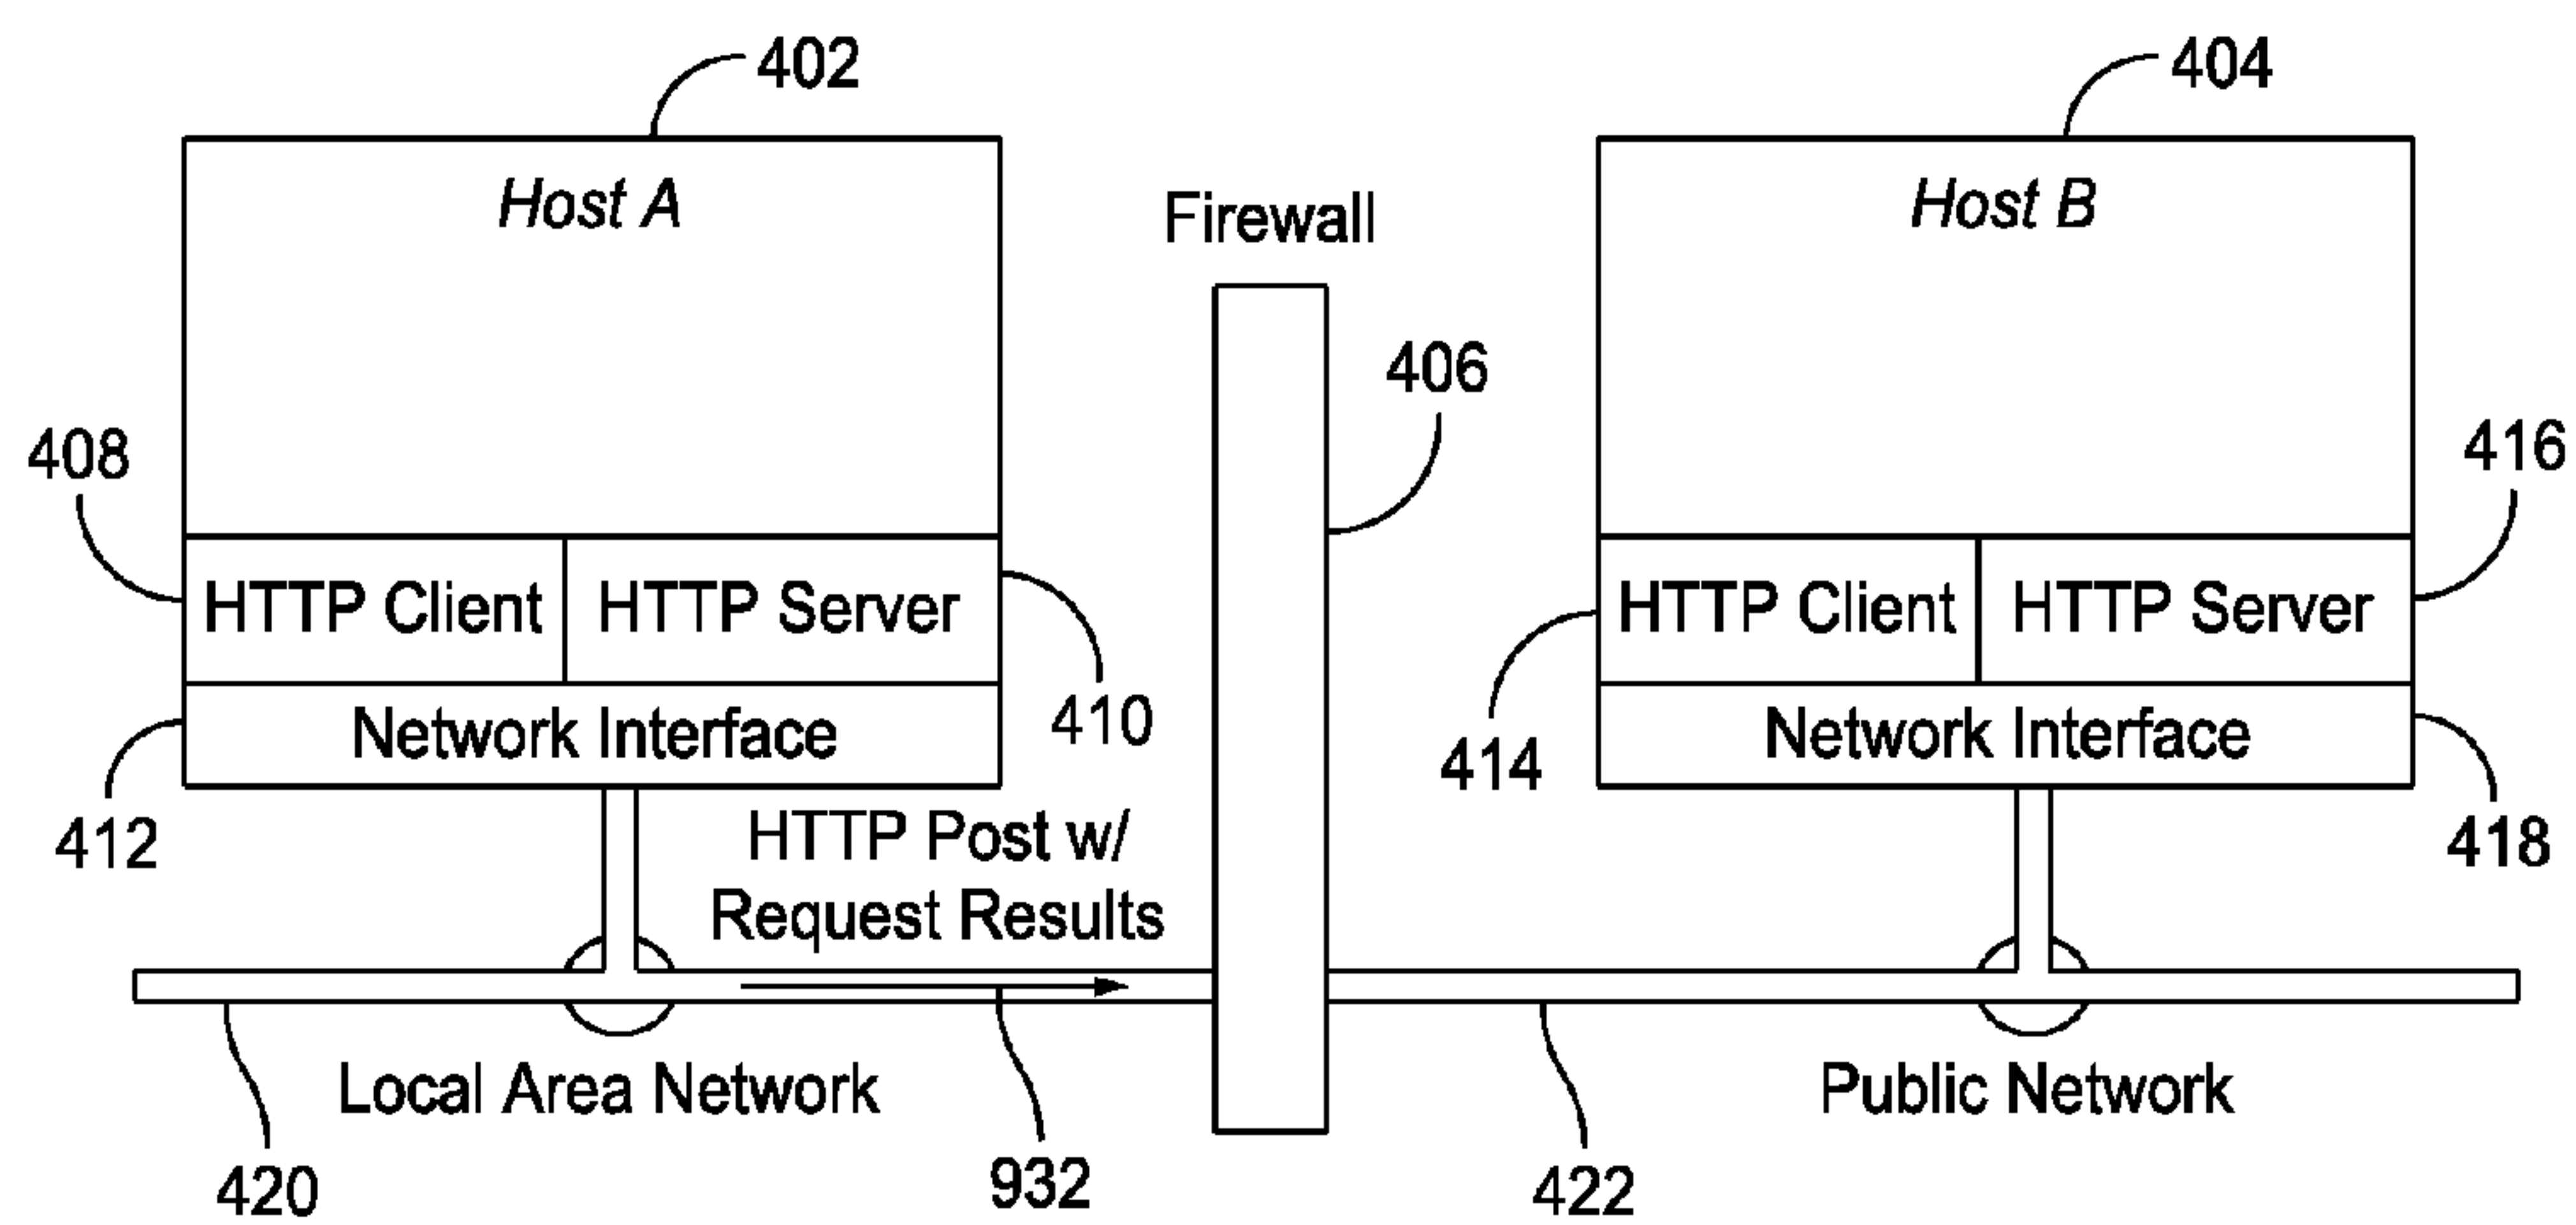 402
404
Host A
Host B
Firewall
406
408
416
HTTP Client
HTTP Server
HTTP Client
HTTP Server
410
414
Network Interface
Network Interface
412
418
HTTP Post w/
Request Results
Local Area Network
Public Network
420
932
422